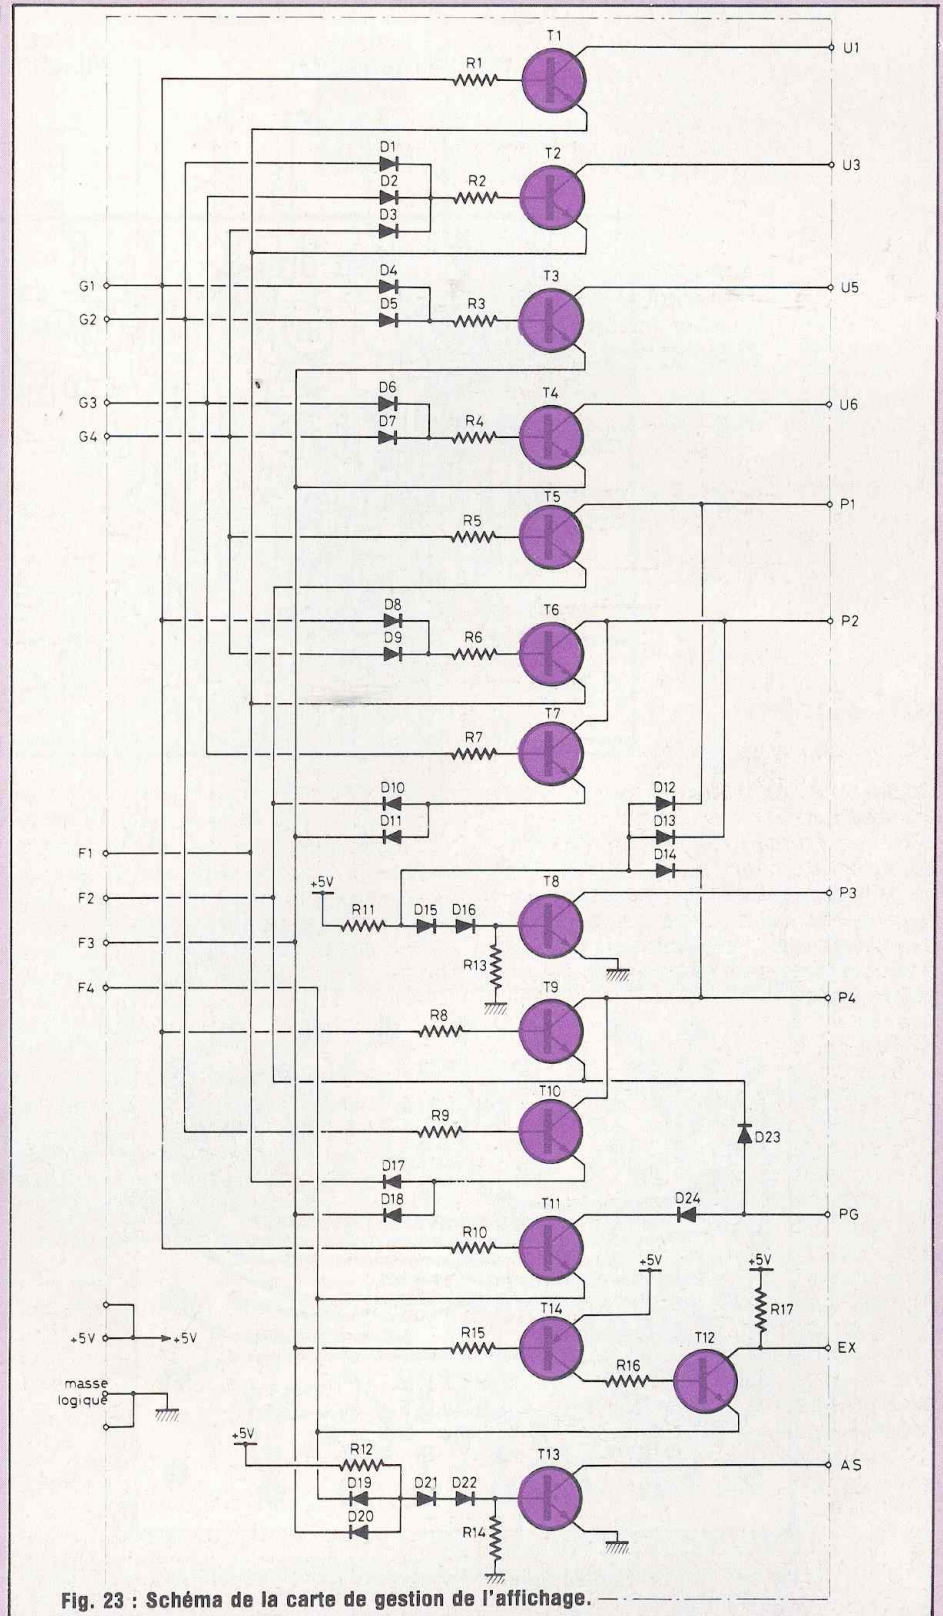 T1
U1
R1
D1
T2
U3
D2
R2
D3
D4
T3
U5
G1
D5
R3
G2
D6
T4
U6
G3
D7
R4
G4
T5
P1
R5
D8
T6
P2
D9
R6
T7
R7
D10
D12
D11
D13
F1
D14
+5V
T8
P3
F2
R11
D15
D16
F3
R13
F4
T9
P4
R8
T10
R9
D23
D17
D18
T11
D24
PG
R10
+5V
+5V
T14
R17
+5V
+5V
R15
T12
EX
R16
masse
logique
+5V
R12
T13
AS
D19
D21
D22
D20
R14
Fig. 23 : Schéma de la carte de gestion de l'affichage.